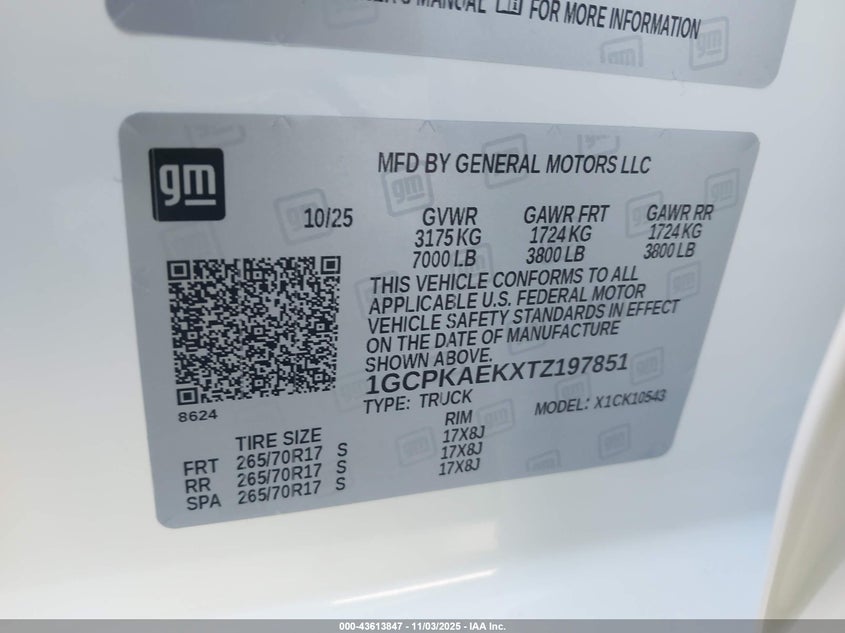 MANUAL FOR MORE INFORMATION
gm
gm
MFD BY GENERAL MOTORS LLC
10/25 GVWR GAWR FRT GAWR RR
3175 KG 1724 KG 1724 KG
7000 LB 3800 LB 3800 LB
THIS VEHICLE CONFORMS TO ALL
APPLICABLE U.S. FEDERAL MOTOR
VEHICLE SAFETY STANDARDS IN EFFECT
ON THE DATE OF MANUFACTURE
SHOWN ABOVE.
1GCPKAEKXTZ197851
8624
TYPE: TRUCK MODEL: X1CK10543
TIRE SIZE RIM
FRT 265/70R17 S 17X8J
RR 265/70R17 S 17X8J
SPA 265/70R17 S 17X8J
000-43613847 - 11/03/2025 - IAA Inc.